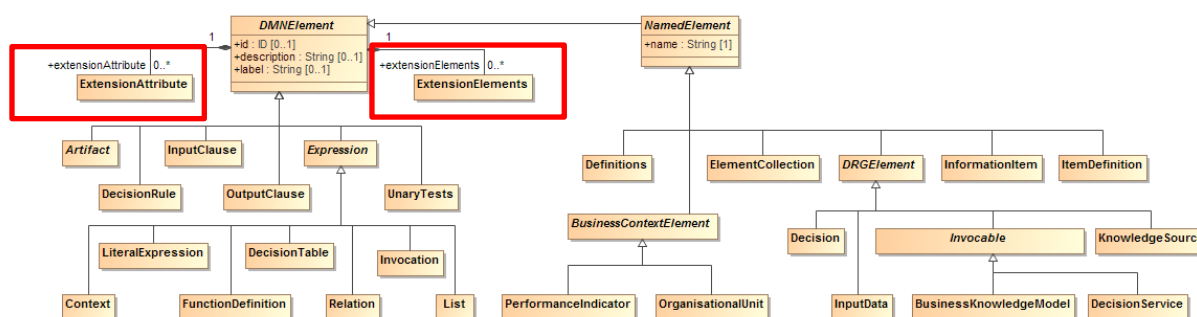 DMNElement
+id : ID [0..1]
+description : String [0..1]
+label : String [0..1]
NamedElement
+name : String [1]
1
1
+extensionAttribute 0..*
ExtensionAttribute
+extensionElements 0..*
ExtensionElements
Artifact
InputClause
Expression
DecisionRule
OutputClause
UnaryTests
Definitions
ElementCollection
DRGElement
InformationItem
ItemDefinition
BusinessContextElement
Decision
Invocable
KnowledgeSource
LiteralExpression
DecisionTable
Invocation
Context
FunctionDefinition
Relation
List
PerformanceIndicator
OrganisationalUnit
InputData
BusinessKnowledgeModel
DecisionService